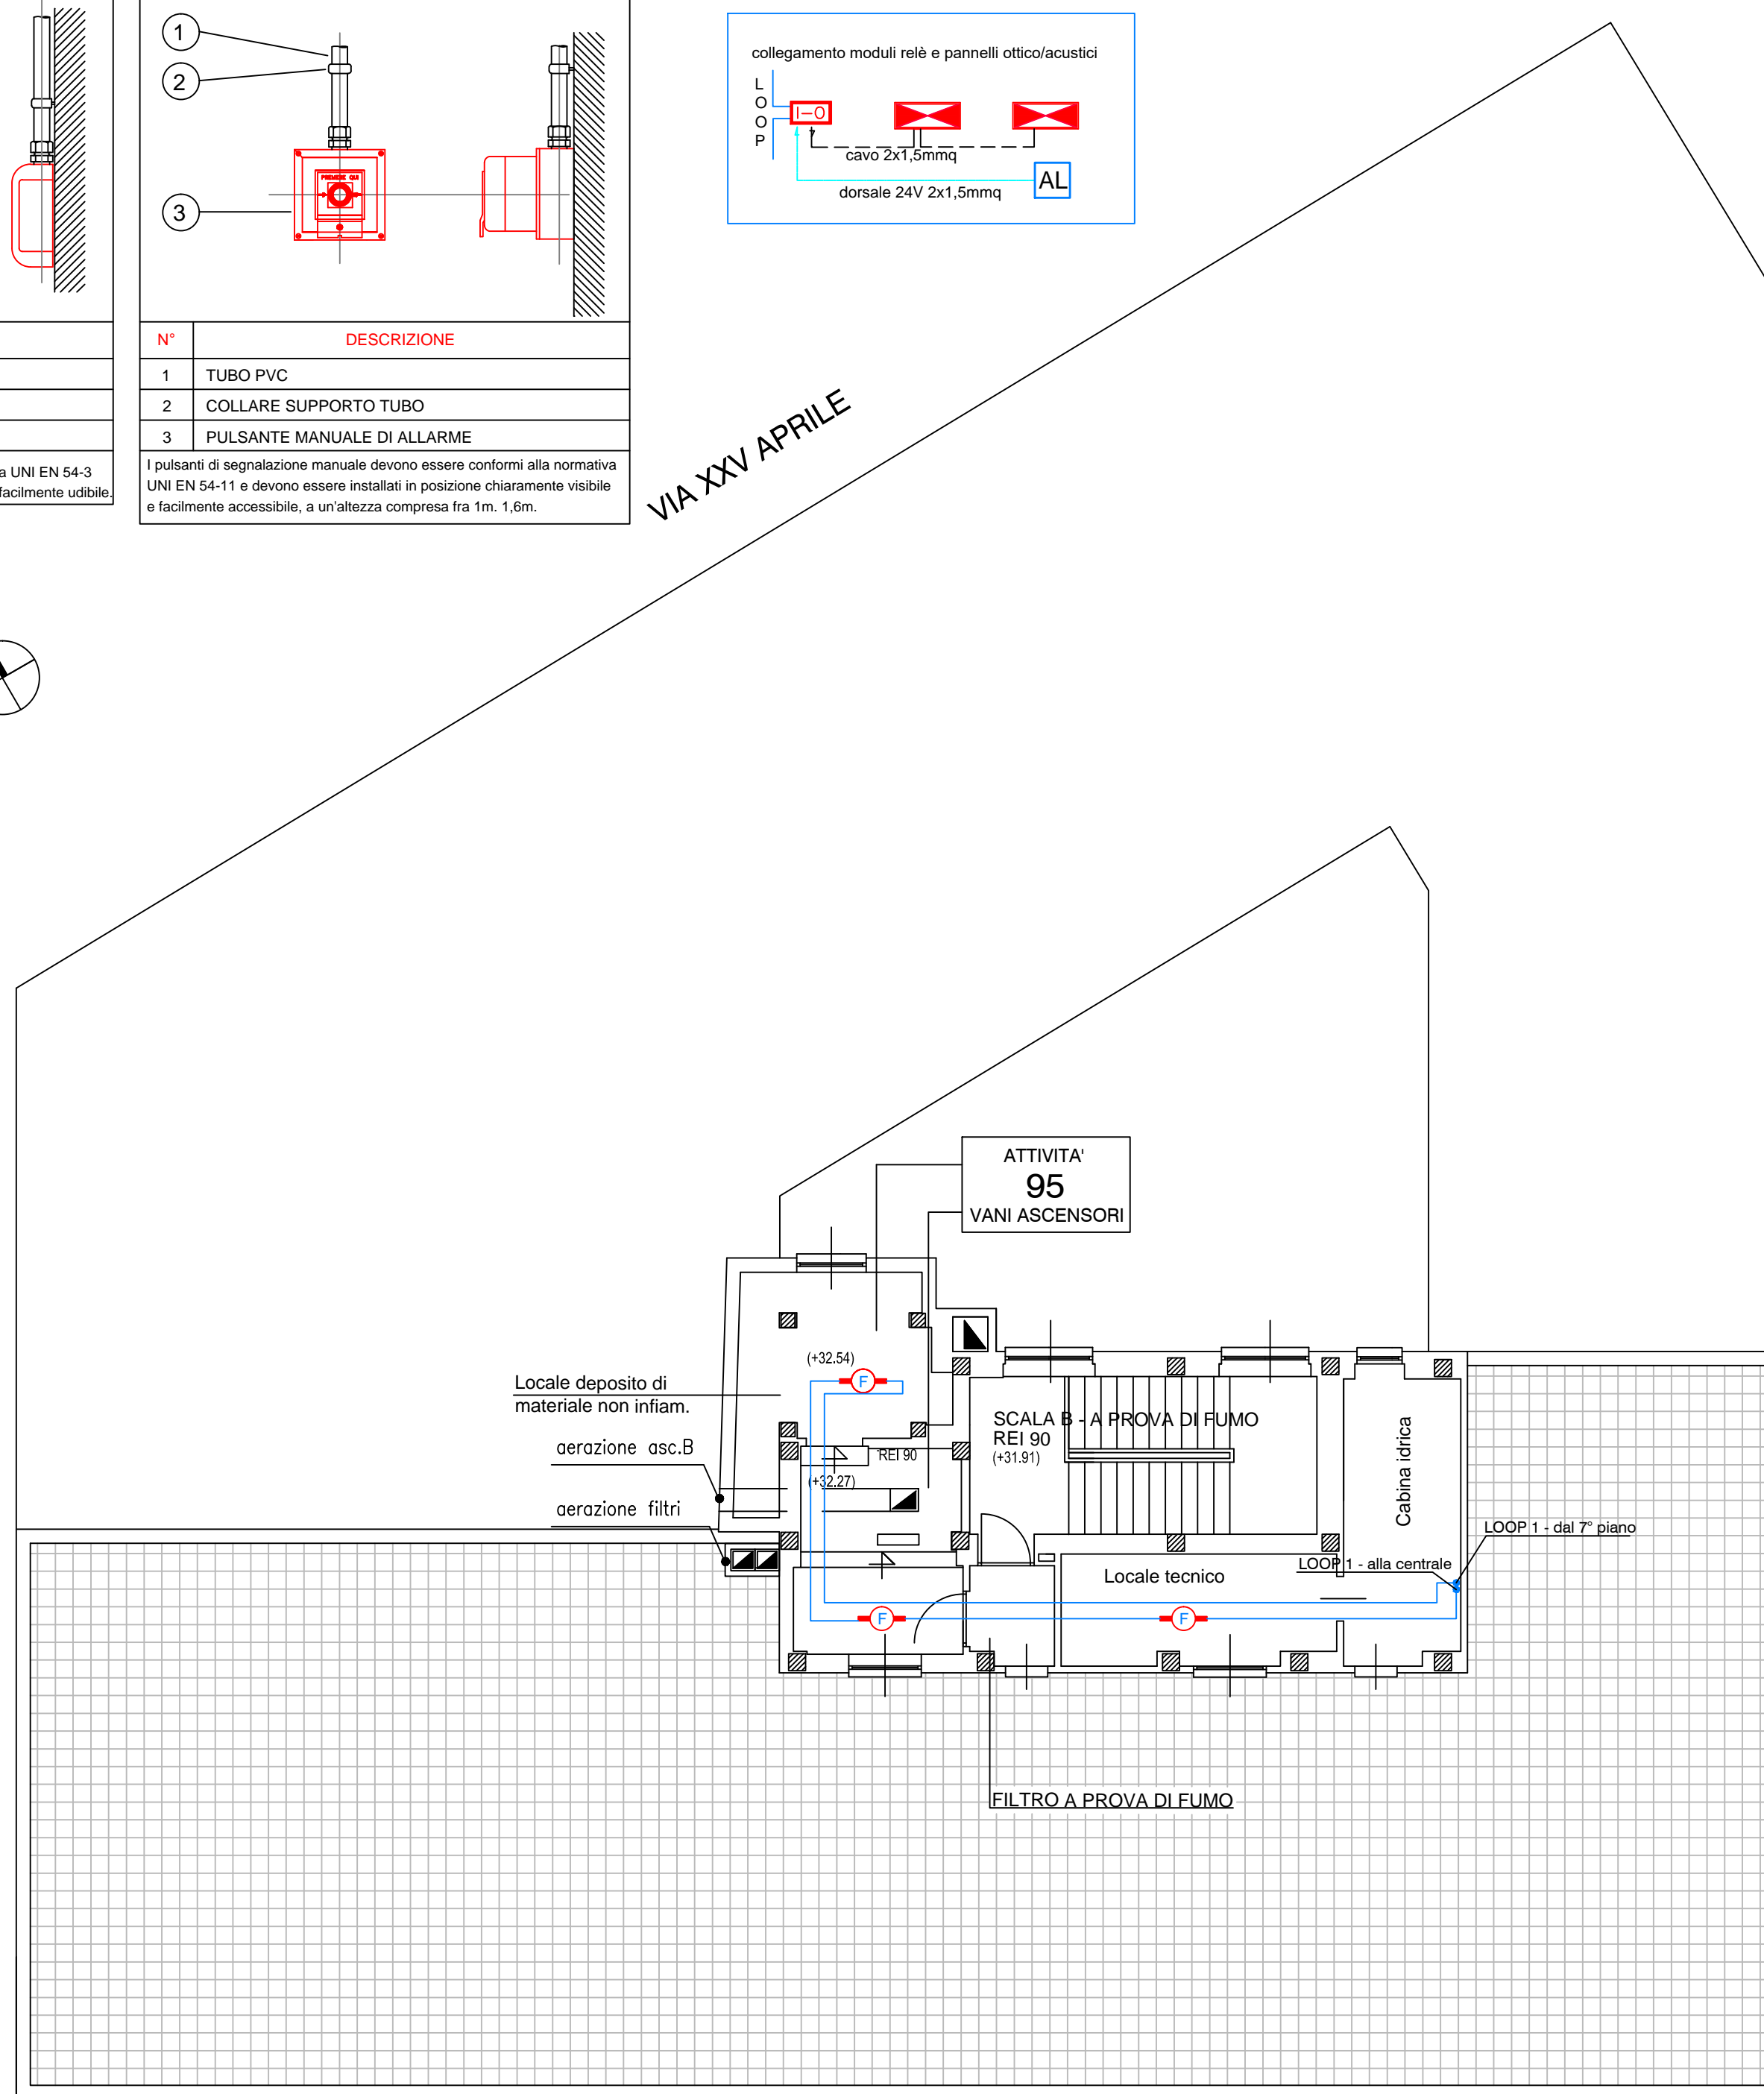 1
2
3
PREMERE QUI
N°
DESCRIZIONE
1
TUBO PVC
2
COLLARE SUPPORTO TUBO
3
PULSANTE MANUALE DI ALLARME
I pulsanti di segnalazione manuale devono essere conformi alla normativa
UNI EN 54-11 e devono essere installati in posizione chiaramente visibile
e facilmente accessibile, a un'altezza compresa fra 1m. 1,6m.
a UNI EN 54-3
facilmente udibile.
collegamento moduli relè e pannelli ottico/acustici
L
O
O
P
I-O
cavo 2x1,5mmq
dorsale 24V 2x1,5mmq
AL
VIA XXV APRILE
ATTIVITA'
95
VANI ASCENSORI
(+32.54)
F
Locale deposito di
materiale non infiam.
SCALA B - A PROVA DI FUMO
REI 90
(+31.91)
REI 90
aerazione asc.B
(+32.27)
Cabina idrica
aerazione filtri
LOOP 1 - dal 7° piano
LOOP 1 - alla centrale
Locale tecnico
F
F
FILTRO A PROVA DI FUMO